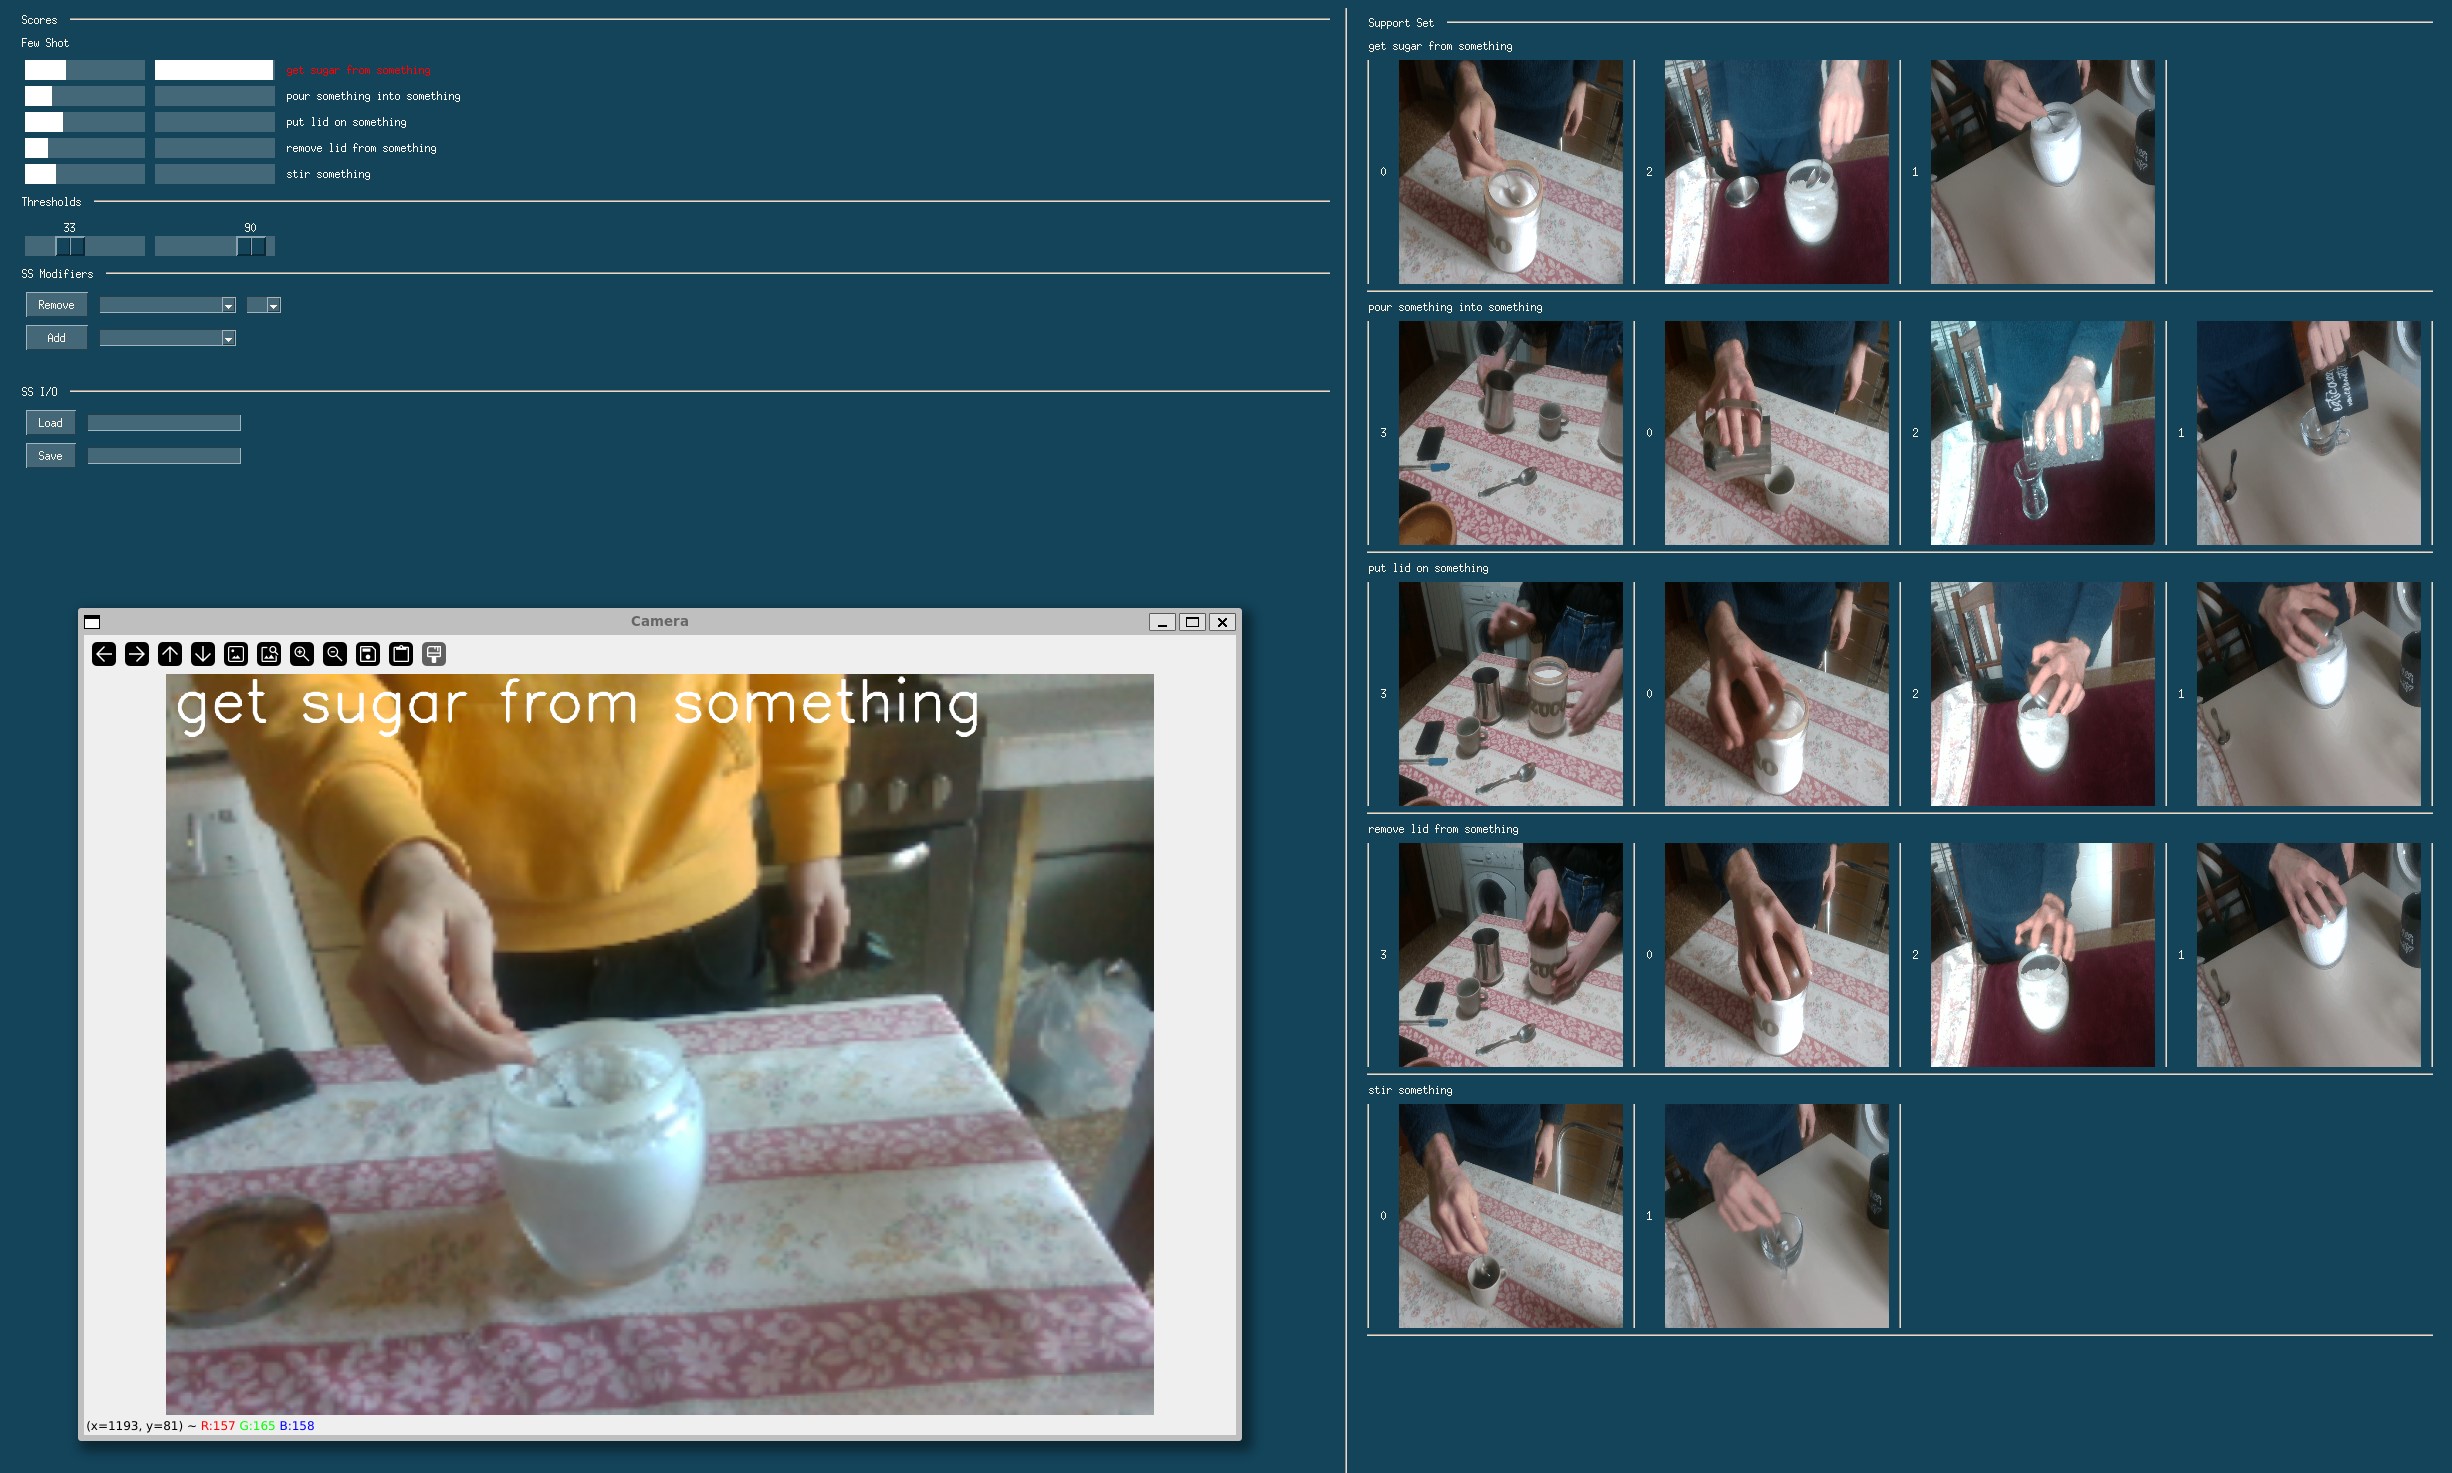 Scores
Few Shot
get sugar from something
pour something into something
put lid on something
remove lid from something
stir something
Thresholds
33 90
SS Modifiers
Remove
Add
SS I/O
Load
Save
Camera
get sugar from something
(x=1193, y=81) ~ R:157 G:165 B:158
Support Set
get sugar from something
0 2 1
pour something into something
3 0 2 1
put lid on something
3 0 2 1
remove lid from something
3 0 2 1
stir something
0 1